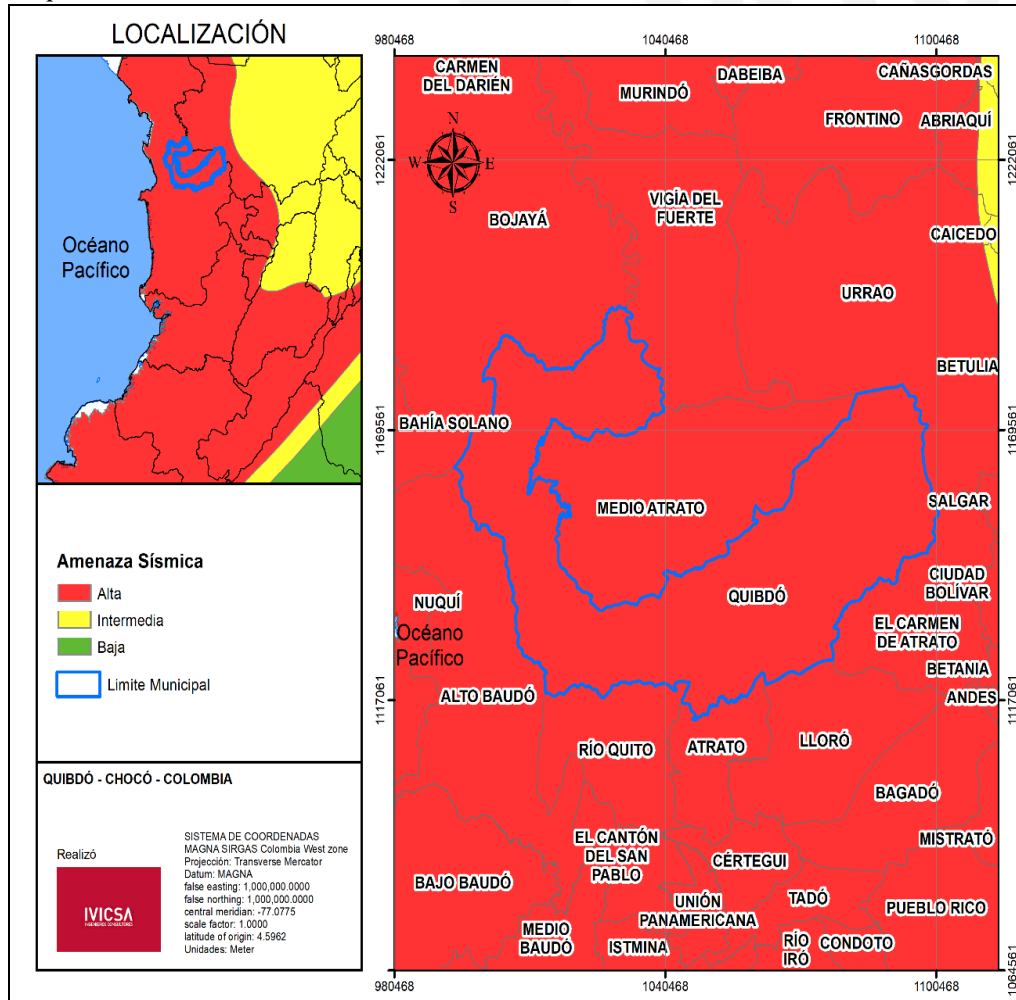 LOCALIZACIÓN
Océano
Pacífico
Amenaza Sísmica
Alta
Intermedia
Baja
Limite Municipal
QUIBDÓ - CHOCÓ - COLOMBIA
Realizó
IVICSA
INGENIEROS CONSULTORES
SISTEMA DE COORDENADAS
MAGNA SIRGAS Colombia West zone
Projección: Transverse Mercator
Datum: MAGNA
false easting: 1,000,000.0000
false northing: 1,000,000.0000
central meridian: -77.0775
scale factor: 1.0000
latitude of origin: 4.5962
Unidades: Meter
980468
1040468
1100468
1222061
1169561
1117061
1064561
N
W
E
S
CARMEN
DEL DARIÉN
MURINDÓ
DABEIBA
CAÑASGORDAS
FRONTINO
ABRIAQUÍ
BOJAYÁ
VIGÍA DEL
FUERTE
CAICEDO
URRAO
BETULIA
BAHÍA SOLANO
MEDIO ATRATO
SALGAR
NUQUÍ
QUIBDÓ
CIUDAD
BOLÍVAR
Océano
Pacífico
EL CARMEN
DE ATRATO
BETANIA
ALTO BAUDÓ
ANDES
RÍO QUITO
ATRATO
LLORÓ
BAGADÓ
EL CANTÓN
DEL SAN
PABLO
MISTRATÓ
CÉRTEGUI
BAJO BAUDÓ
UNIÓN
PANAMERICANA
TADÓ
PUEBLO RICO
MEDIO
BAUDÓ
ISTMINA
RÍO
IRÓ
CONDOTO
980468
1040468
1100468
1222061
1169561
1117061
1064561